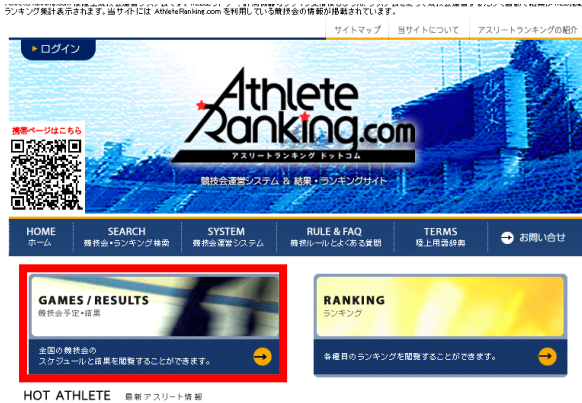 ランキング集計表示されます。当サイトには AthleteRanking.com を利用している競技会の情報が掲載されています。
サイトマップ 当サイトについて アスリートランキングの紹介
ログイン
携帯ページはこちら
Athlete
Ranking.com
アスリートランキング ドットコム
競技会運営システム & 結果・ランキングサイト
HOME SEARCH SYSTEM RULE & FAQ TERMS
ホーム 競技会・ランキング検索 競技会運営システム 競技ルールとよくある質問 陸上用語辞典 お問い合せ
GAMES / RESULTS
競技会予定・結果
全国の競技会の
スケジュールと結果を閲覧することができます。
RANKING
ランキング
各種目のランキングを閲覧することができます。
HOT ATHLETE 最新アスリート情報